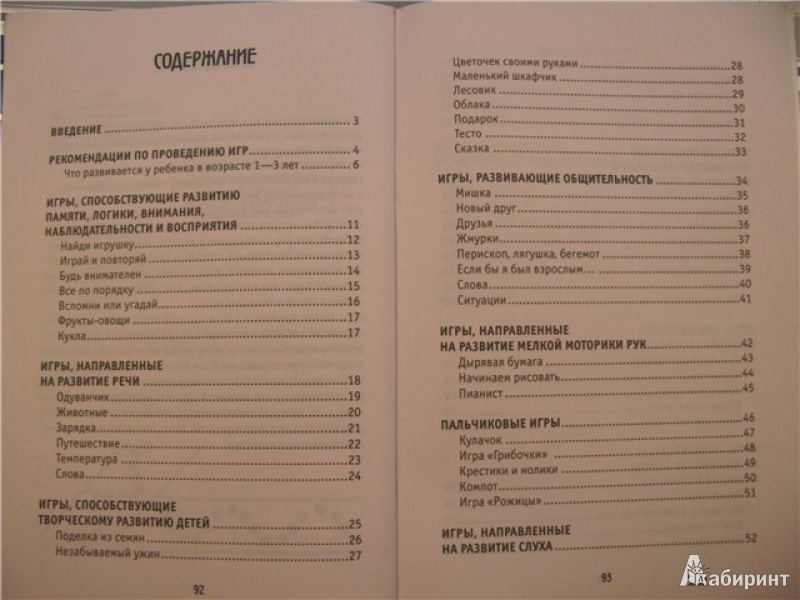 СОДЕРЖАНИЕ
ВВЕДЕНИЕ 3
РЕКОМЕНДАЦИИ ПО ПРОВЕДЕНИЮ ИГР 4
Что развивается у ребенка в возрасте 1—3 лет 6
ИГРЫ, СПОСОБСТВУЮЩИЕ РАЗВИТИЮ
ПАМЯТИ, ЛОГИКИ, ВНИМАНИЯ,
НАБЛЮДАТЕЛЬНОСТИ И ВОСПРИЯТИЯ 11
Найди игрушку 12
Играй и повторяй 13
Будь внимателен 14
Все по порядку 15
Вспомни или угадай 16
Фрукты-овощи 17
Кукла 17
ИГРЫ, НАПРАВЛЕННЫЕ
НА РАЗВИТИЕ РЕЧИ 18
Одуванчик 19
Животные 20
Зарядка 21
Путешествие 22
Температура 23
Слова 24
ИГРЫ, СПОСОБСТВУЮЩИЕ
ТВОРЧЕСКОМУ РАЗВИТИЮ ДЕТЕЙ 25
Поделка из семян 26
Незабываемый ужин 27
92
Цветочек своими руками 28
Маленький шкафчик 28
Лесовик 29
Облака 30
Подарок 31
Тесто 32
Сказка 33
ИГРЫ, РАЗВИВАЮЩИЕ ОБЩИТЕЛЬНОСТЬ 34
Мишка 35
Новый друг 36
Друзья 36
Жмурки 37
Перископ, лягушка, бегемот 38
Если бы я был взрослым... 39
Слова 40
Ситуации 41
ИГРЫ, НАПРАВЛЕННЫЕ
НА РАЗВИТИЕ МЕЛКОЙ МОТОРИКИ РУК 42
Дырявая бумага 43
Начинаем рисовать 44
Пианист 45
ПАЛЬЧИКОВЫЕ ИГРЫ 46
Кулачок 47
Игра «Грибочки» 48
Крестики и нолики 49
Компот 50
Игра «Рожицы» 51
ИГРЫ, НАПРАВЛЕННЫЕ
НА РАЗВИТИЕ СЛУХА 52
93
Лабиринт